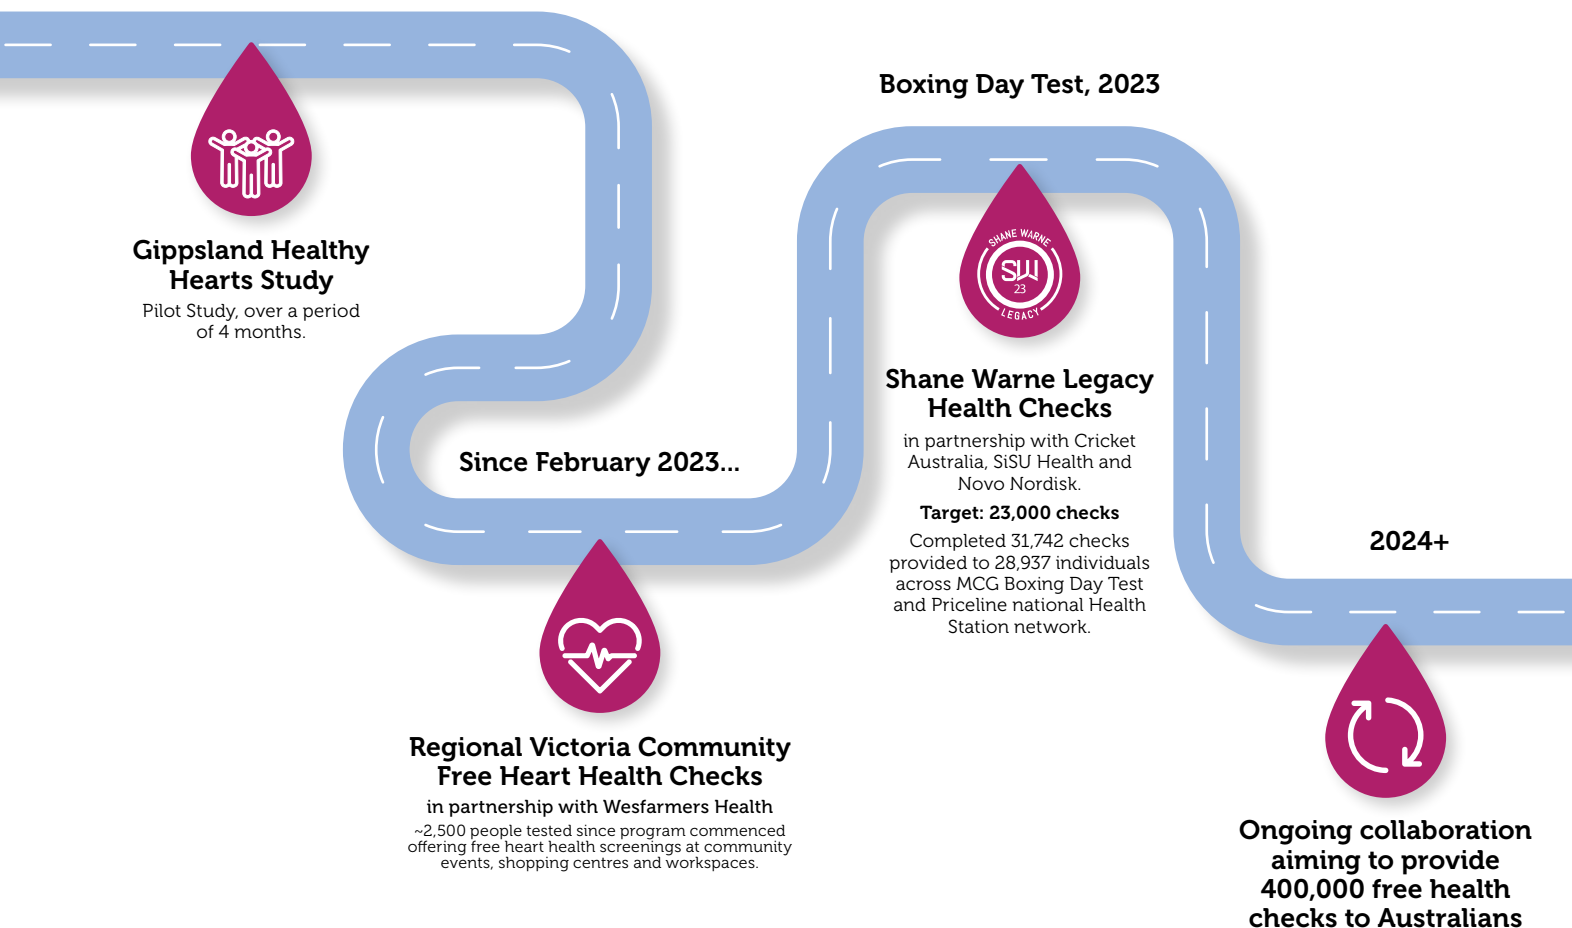 Gippsland Healthy
Hearts Study
Pilot Study, over a period
of 4 months.
Since February 2023...
Regional Victoria Community
Free Heart Health Checks
in partnership with Wesfarmers Health
~2,500 people tested since program commenced
offering free heart health screenings at community
events, shopping centres and workspaces.
Boxing Day Test, 2023
SHANE WARNE
SW
23
LEGACY
Shane Warne Legacy
Health Checks
in partnership with Cricket
Australia, SiSU Health and
Novo Nordisk.
Target: 23,000 checks
Completed 31,742 checks
provided to 28,937 individuals
across MCG Boxing Day Test
and Priceline national Health
Station network.
2024+
Ongoing collaboration
aiming to provide
400,000 free health
checks to Australians